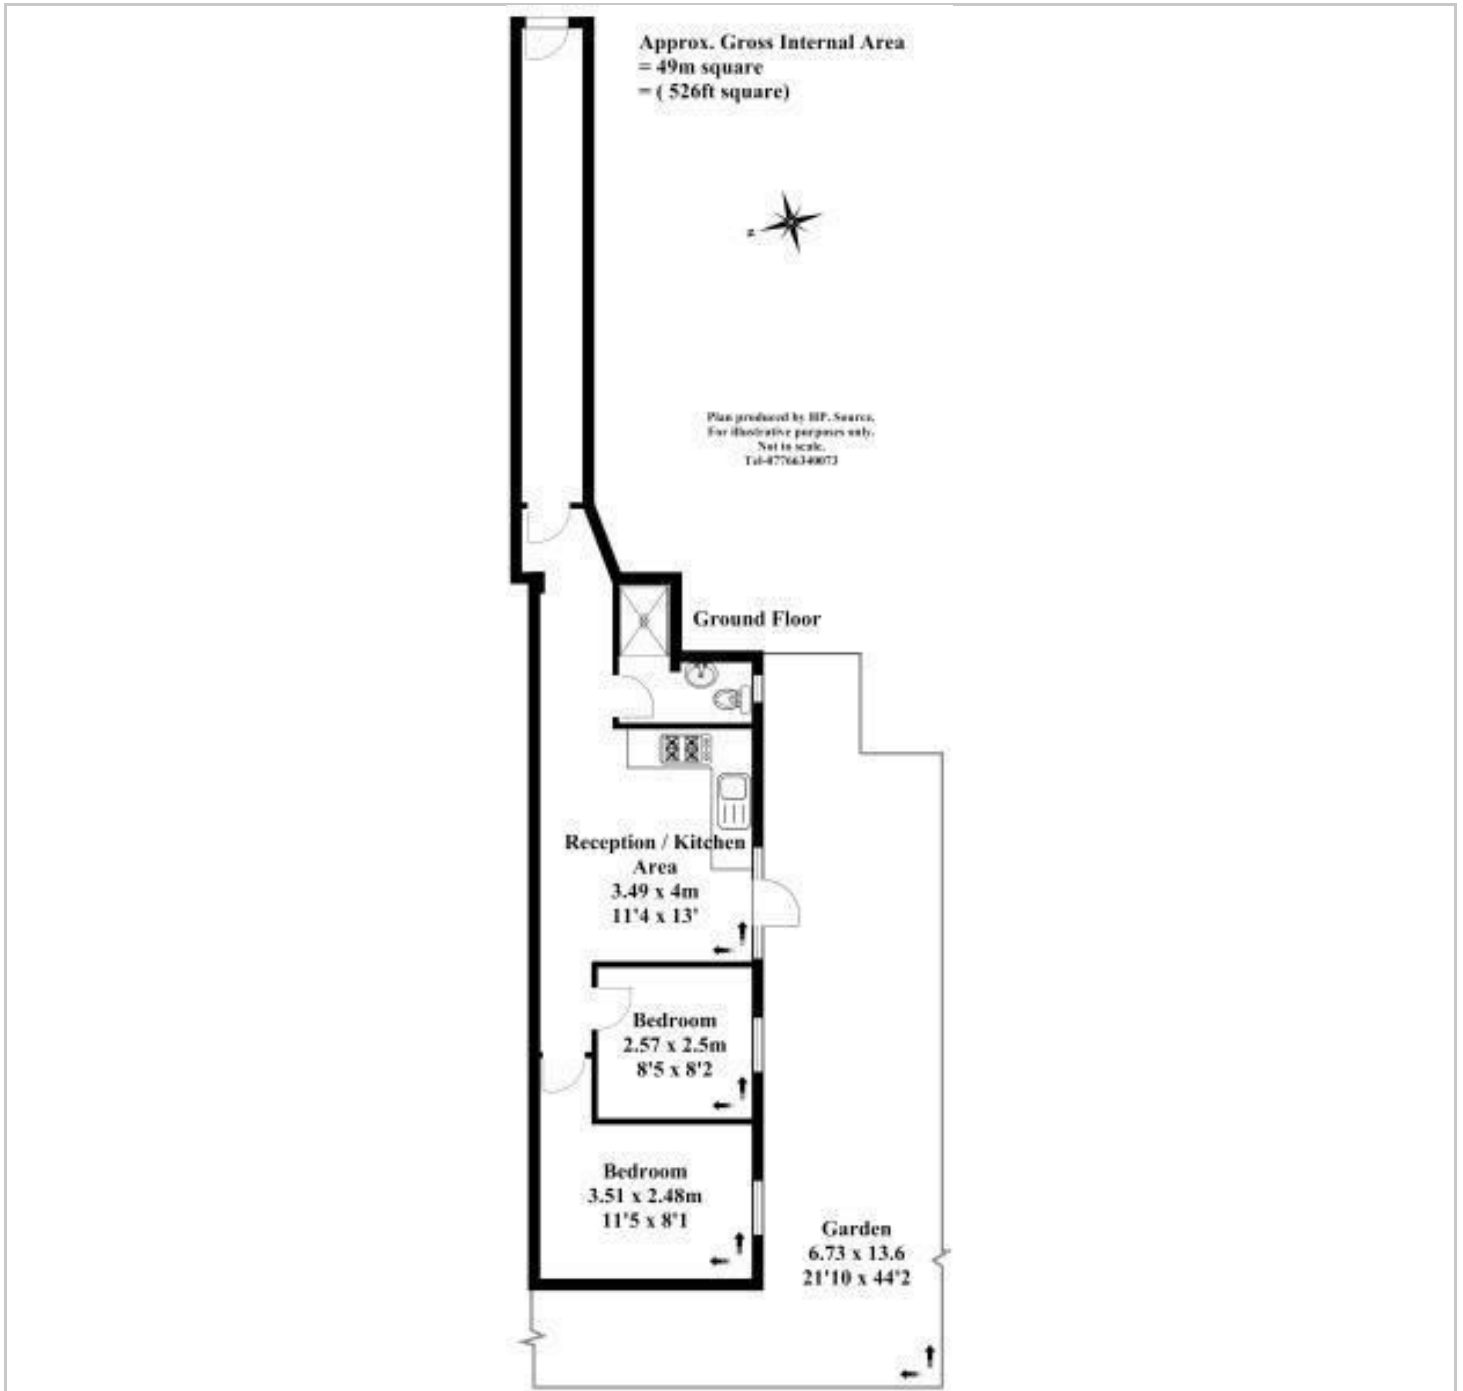 Approx. Gross Internal Area
= 49m square
= ( 526ft square)
N
Plan produced by HP. Source.
For illustrative purposes only.
Not to scale.
Tel-07766340073
Ground Floor
Reception / Kitchen
Area
3.49 x 4m
11'4 x 13'
Bedroom
2.57 x 2.5m
8'5 x 8'2
Bedroom
3.51 x 2.48m
11'5 x 8'1
Garden
6.73 x 13.6
21'10 x 44'2